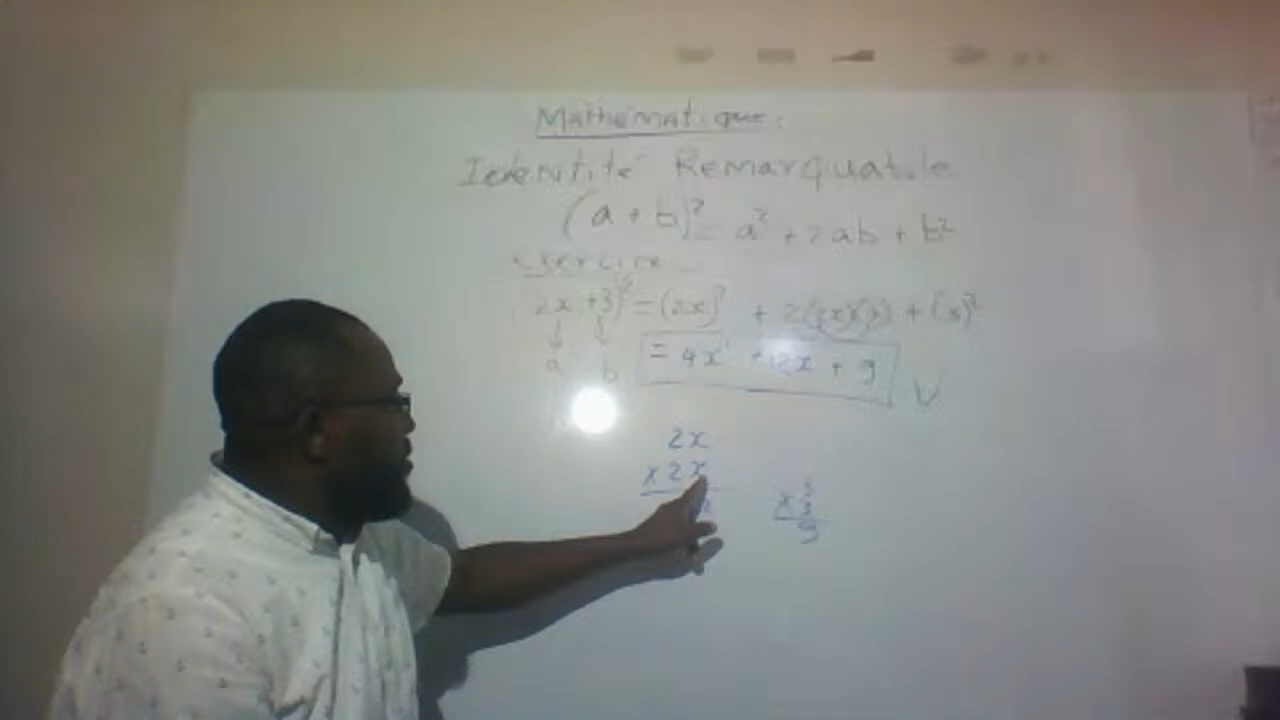 Mathématique:
Identité Remarquable
(a + b)² = a² + 2ab + b²
Exercice
(2x + 3)² = (2x)² + 2(2x)(3) + (3)²
a b
= 4x² + 12x + 9
2x
x 2x
3
x 3
9